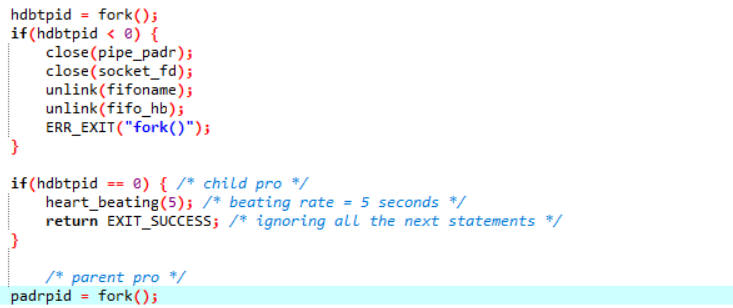 hdbtpid = fork();
if(hdbtpid < 0) {
    close(pipe_padr);
    close(socket_fd);
    unlink(fifoname);
    unlink(fifo_hb);
    ERR_EXIT("fork()");
}
if(hdbtpid == 0) { /* child pro */
    heart_beating(5); /* beating rate = 5 seconds */
    return EXIT_SUCCESS; /* ignoring all the next statements */
}
    /* parent pro */
padrpid = fork();